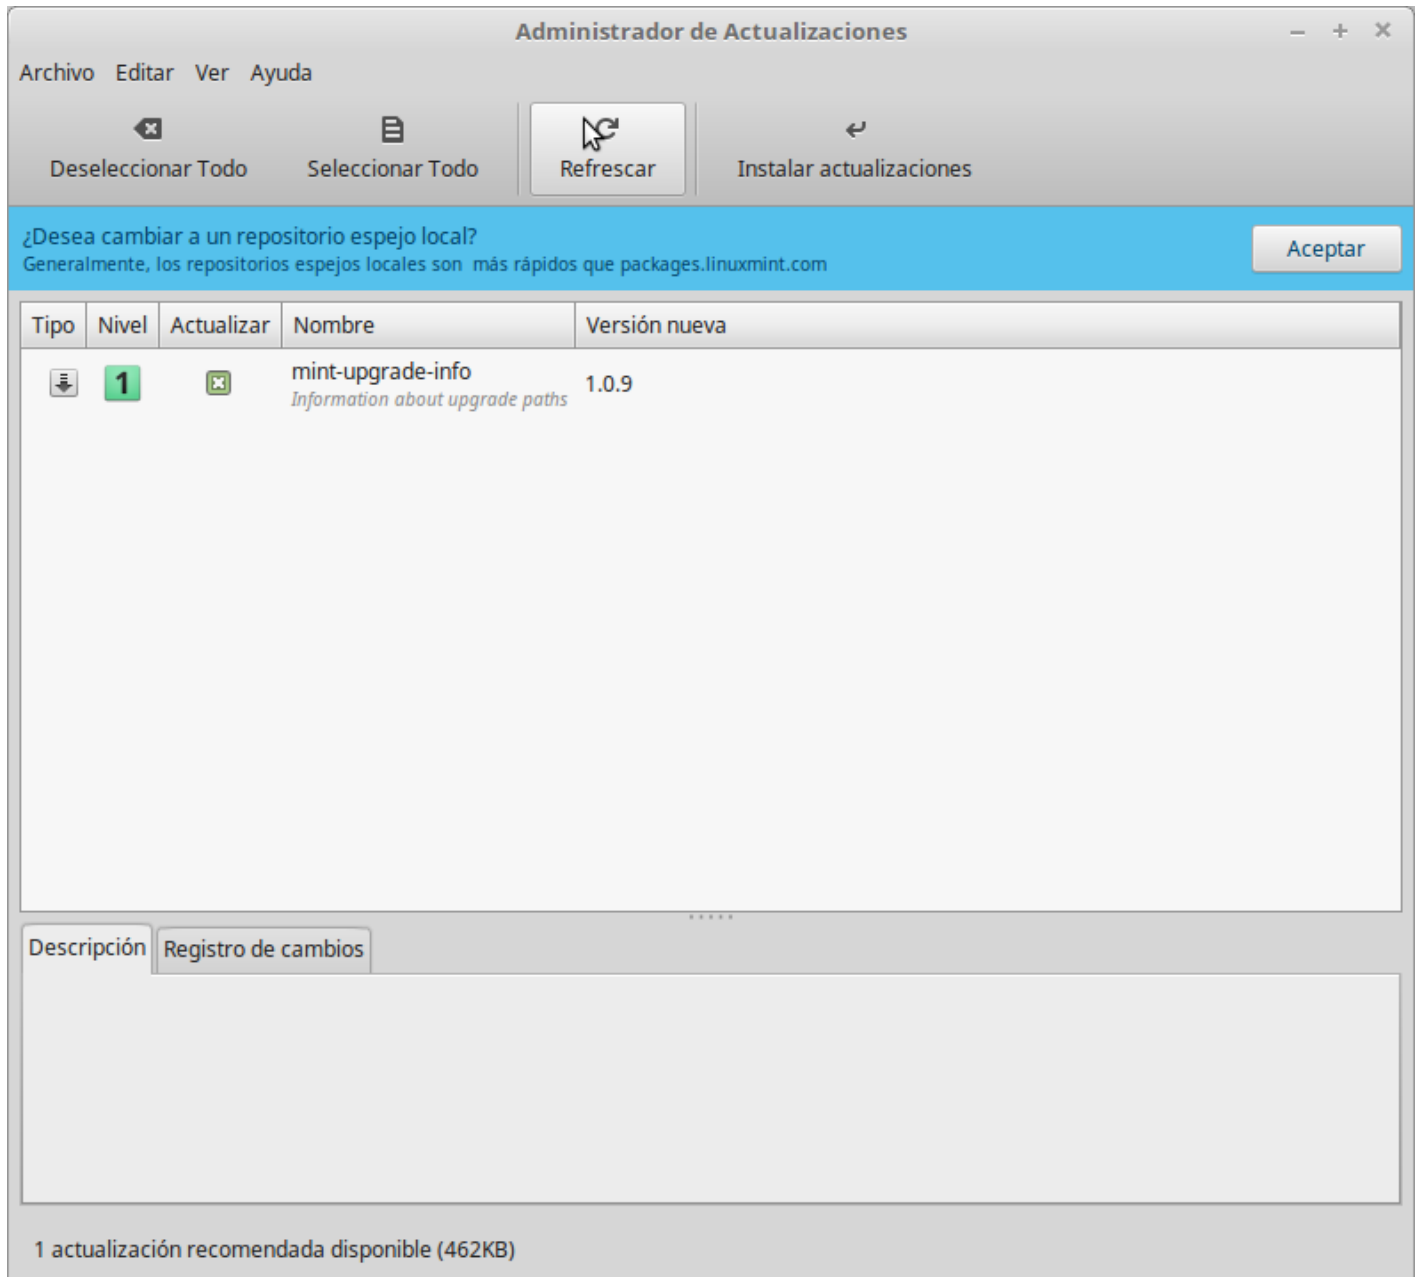 Administrador de Actualizaciones
Archivo Editar Ver Ayuda
Deseleccionar Todo Seleccionar Todo Refrescar Instalar actualizaciones
¿Desea cambiar a un repositorio espejo local?
Generalmente, los repositorios espejos locales son más rápidos que packages.linuxmint.com
Aceptar
Tipo Nivel Actualizar Nombre Versión nueva
1 mint-upgrade-info 1.0.9
Information about upgrade paths
Descripción Registro de cambios
1 actualización recomendada disponible (462KB)